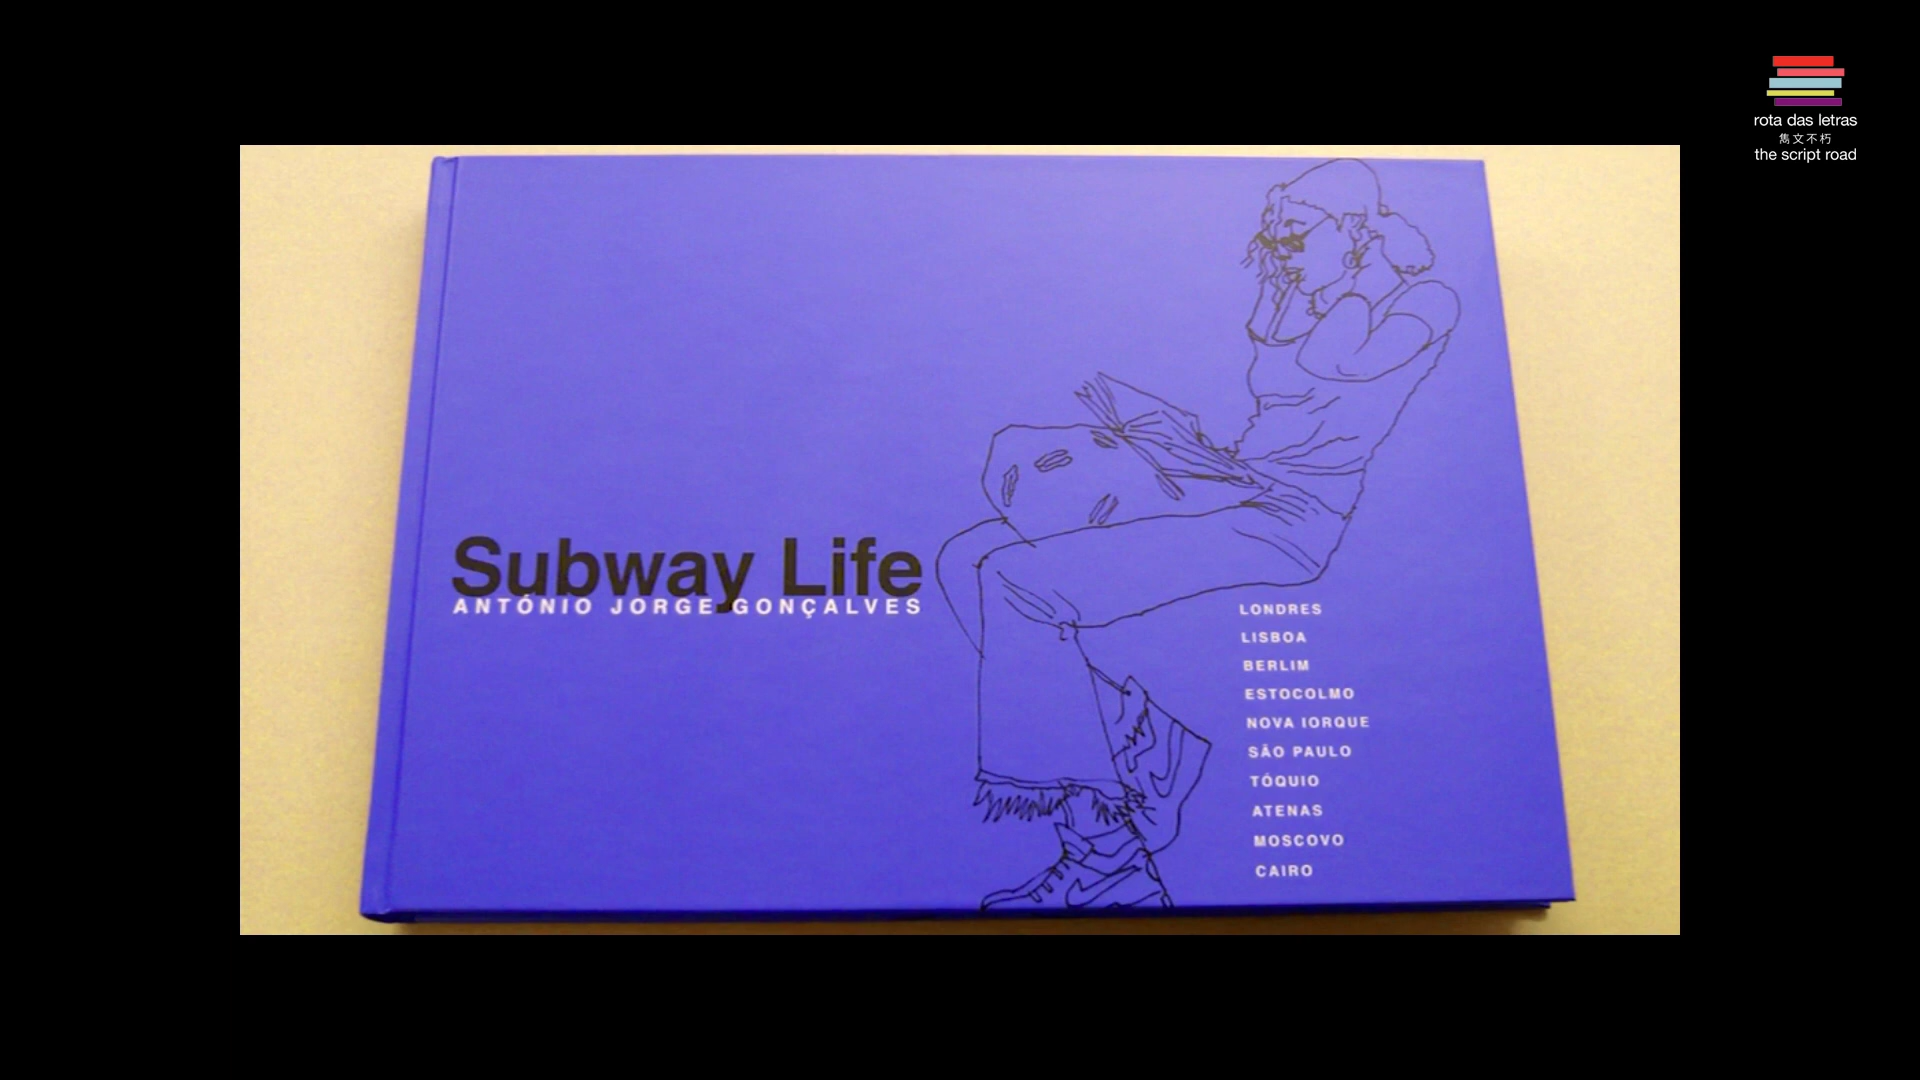 Subway Life
ANTÓNIO JORGE GONÇALVES
LONDRES
LISBOA
BERLIM
ESTOCOLMO
NOVA IORQUE
SÃO PAULO
TÓQUIO
ATENAS
MOSCOVO
CAIRO
rota das letras
雋文不朽
the script road